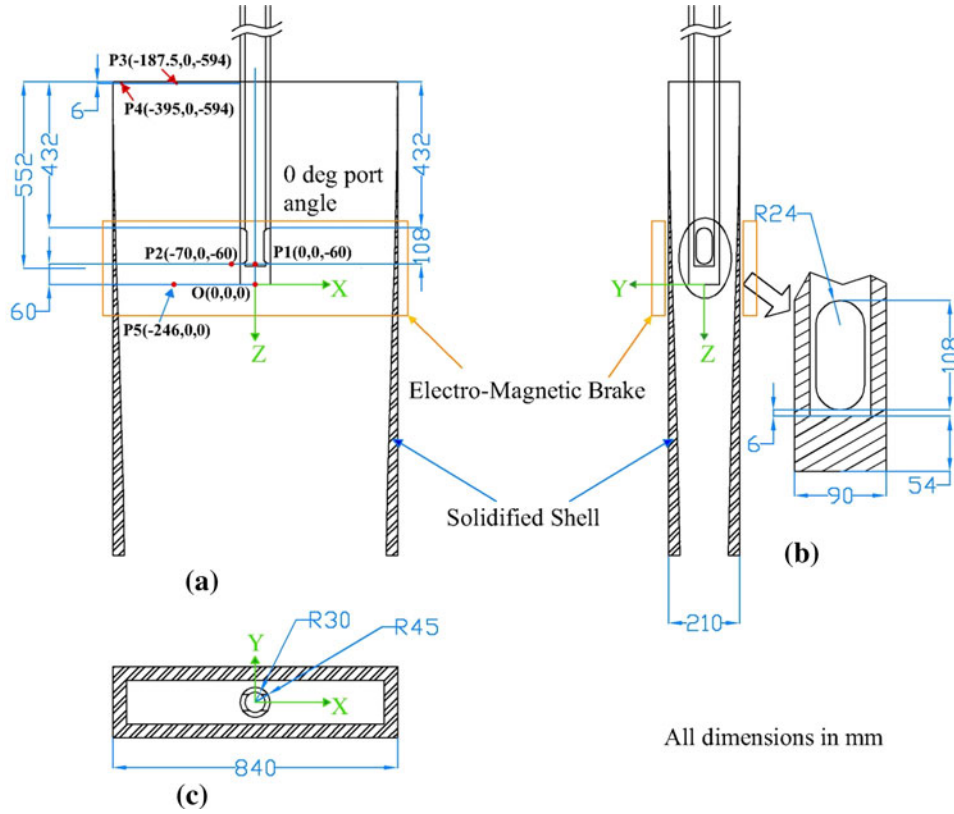 P3(-187.5,0,-594)
P4(-395,0,-594)
6
552
432
432
0 deg port
angle
108
P2(-70,0,-60)
P1(0,0,-60)
60
O(0,0,0)
X
P5(-246,0,0)
Z
Electro-Magnetic Brake
Solidified Shell
(a)
Y
Z
R24
108
6
54
90
210
(b)
R30
R45
Y
X
840
(c)
All dimensions in mm